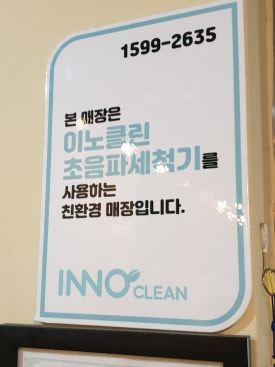 1599-2635
본 매장은
이노클린
초음파세척기를
사용하는
친환경 매장입니다.
INNO CLEAN